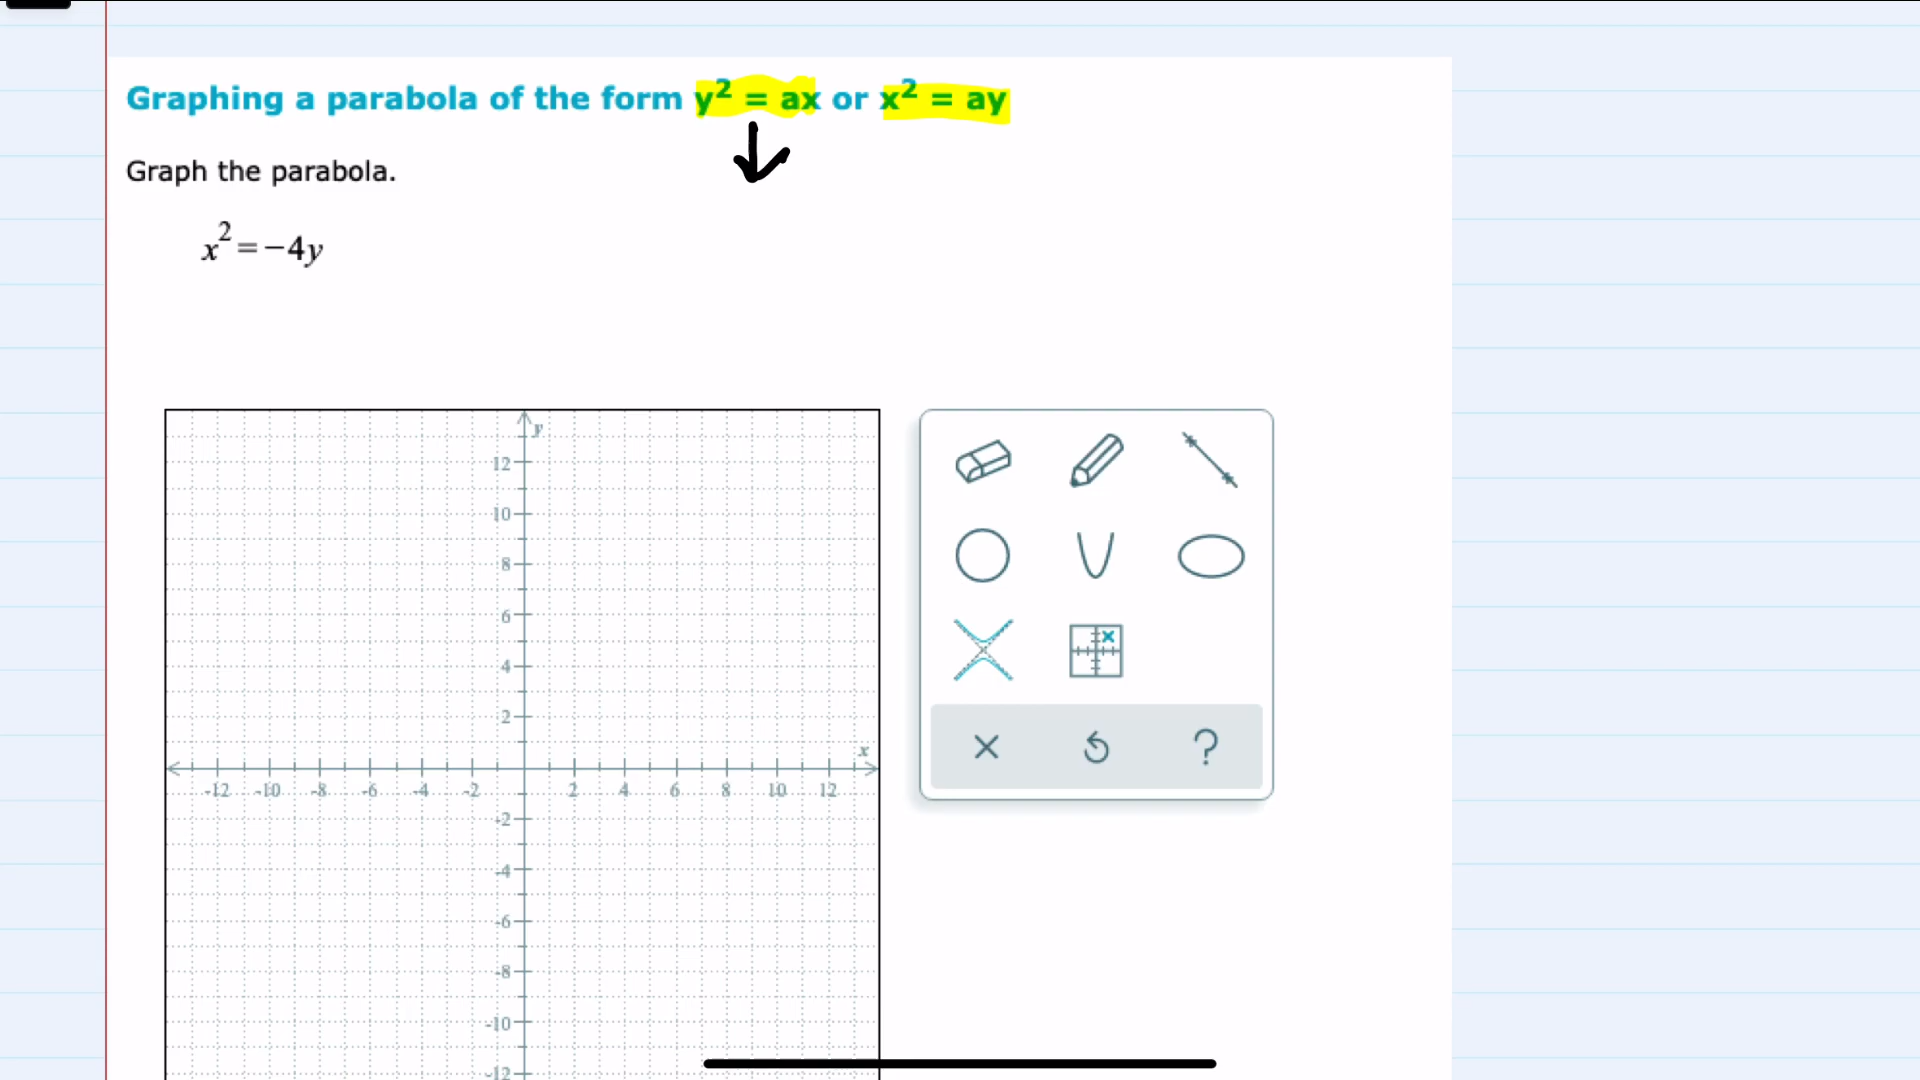 Graphing a parabola of the form y² = ax or x² = ay
Graph the parabola.
x² = −4y
y
12
10
8
6
4
2
x
-12 -10 -8 -6 -4 -2 2 4 6 8 10 12
-2
-4
-6
-8
-10
-12
?